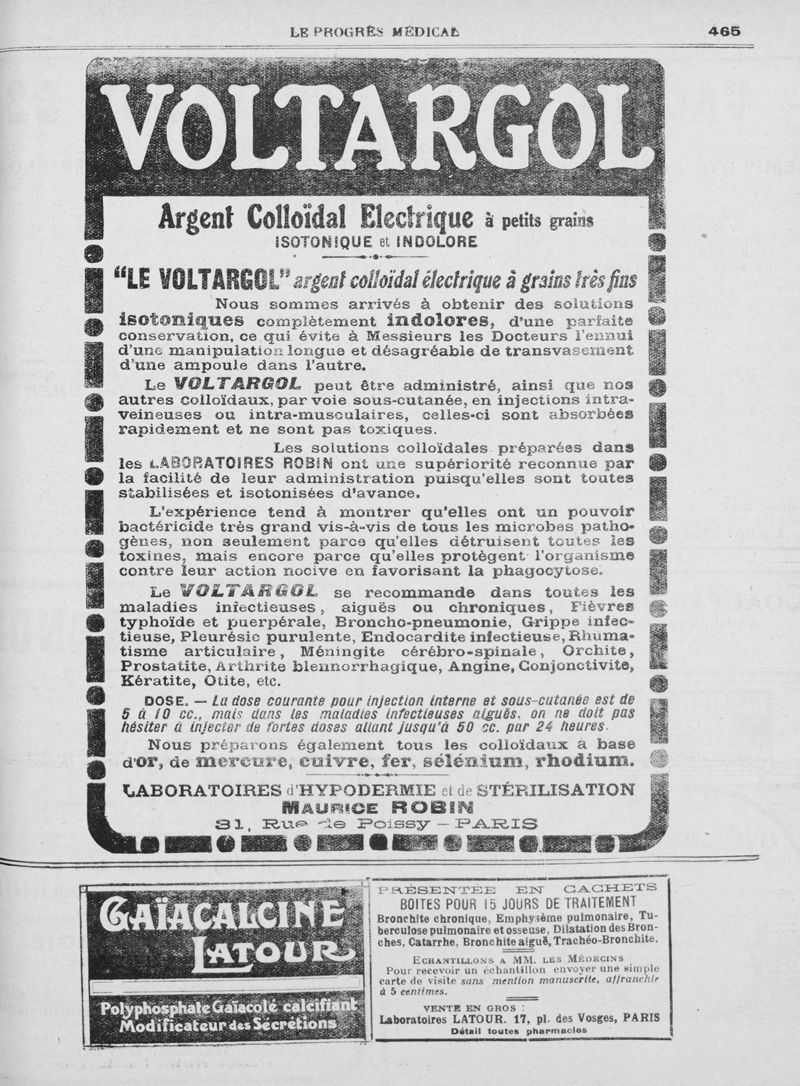 LE PROGRÈS MÉDICAL
465
VOLTARGOL
Argent Colloïdal Electrique à petits grains
ISOTONIQUE et INDOLORE
"LE VOLTARGOL" argent colloïdal électrique à grains très fins
Nous sommes arrivés à obtenir des solutions
isotoniques complètement indolores, d'une parfaite
conservation, ce qui évite à Messieurs les Docteurs l'ennui
d'une manipulation longue et désagréable de transvasement
d'une ampoule dans l'autre.
Le VOLTARGOL peut être administré, ainsi que nos
autres colloïdaux, par voie sous-cutanée, en injections intra-
veineuses ou intra-musculaires, celles-ci sont absorbées
rapidement et ne sont pas toxiques.
Les solutions colloïdales préparées dans
les LABORATOIRES ROBIN ont une supériorité reconnue par
la facilité de leur administration puisqu'elles sont toutes
stabilisées et isotonisées d'avance.
L'expérience tend à montrer qu'elles ont un pouvoir
bactéricide très grand vis-à-vis de tous les microbes patho-
gènes, non seulement parce qu'elles détruisent toutes les
toxines, mais encore parce qu'elles protègent l'organisme
contre leur action nocive en favorisant la phagocytose.
Le VOLTARGOL se recommande dans toutes les
maladies infectieuses, aiguës ou chroniques, Fièvres
typhoïde et puerpérale, Broncho-pneumonie, Grippe infec-
tieuse, Pleurésie purulente, Endocardite infectieuse, Rhuma-
tisme articulaire, Méningite cérébro-spinale, Orchite,
Prostatite, Arthrite blennorrhagique, Angine, Conjonctivite,
Kératite, Otite, etc.
DOSE. — La dose courante pour injection interne et sous-cutanée est de
5 à 10 cc., mais dans les maladies infectieuses aiguës, on ne doit pas
hésiter à injecter de fortes doses allant jusqu'à 50 cc. par 24 heures.
Nous préparons également tous les colloïdaux à base
d'or, de mercure, cuivre, fer, sélénium, rhodium.
LABORATOIRES d'HYPODERMIE et de STÉRILISATION
MAURICE ROBIN
31, Rue de Poissy — PARIS
GAÏACALCINE
LATOUR
Polyphosphate Gaïacolé calcifiant
Modificateur des Sécrétions
PRÉSENTÉE EN CACHETS
BOITES POUR 15 JOURS DE TRAITEMENT
Bronchite chronique, Emphysème pulmonaire, Tu-
berculose pulmonaire et osseuse, Dilatation des Bron-
ches, Catarrhe, Bronchite aiguë, Trachéo-Bronchite.
ECHANTILLONS A MM. LES MÉDECINS
Pour recevoir un échantillon envoyer une simple
carte de visite sans mention manuscrite, affranchie
à 5 centimes.
VENTE EN GROS :
Laboratoires LATOUR. 17, pl. des Vosges, PARIS
Détail toutes pharmacies